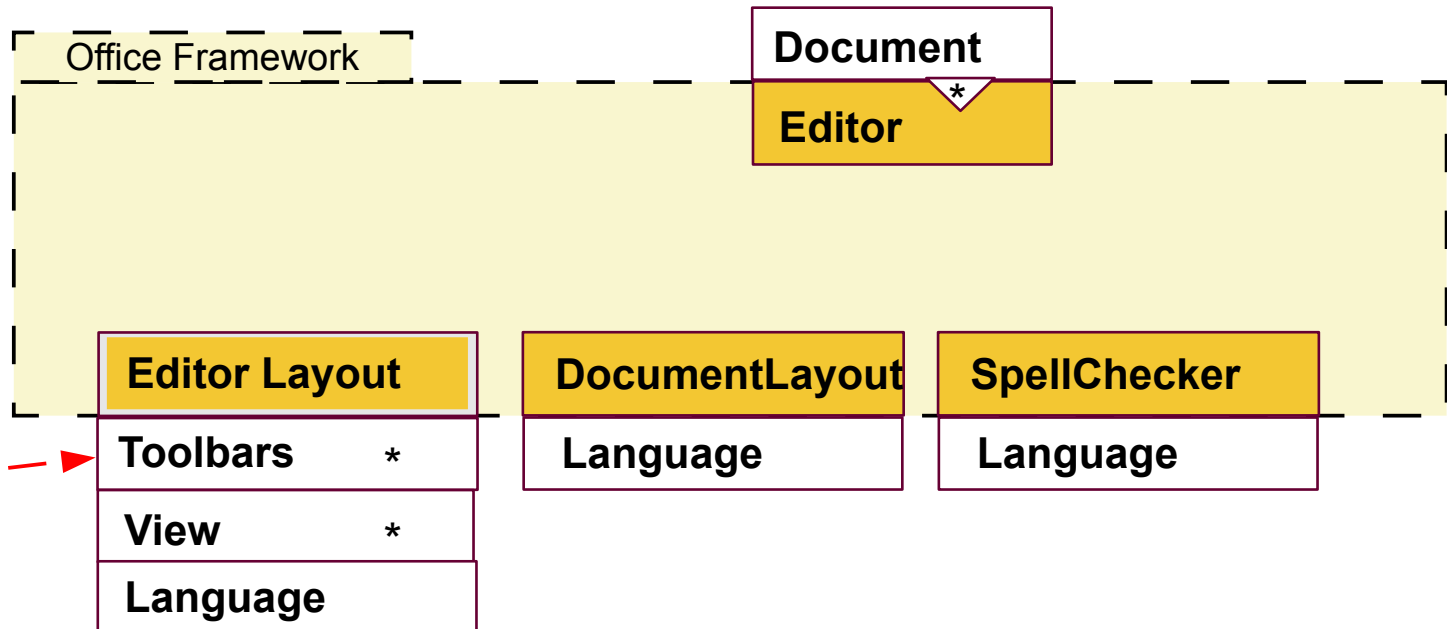 Office Framework
Document
*
Editor
Editor Layout
DocumentLayout
SpellChecker
Toolbars *
Language
Language
View *
Language